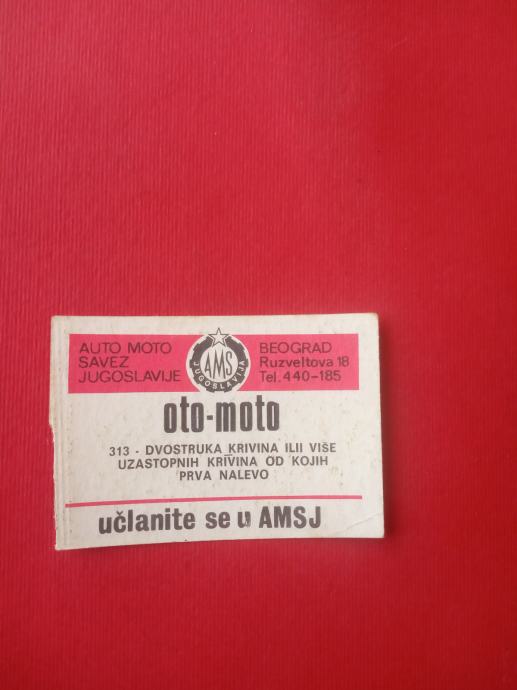 AUTO MOTO
SAVEZ
JUGOSLAVIJE
AMS
JUGOSLAVIJA
BEOGRAD
Ruzveltova 18
Tel. 440-185
oto-moto
313 - DVOSTRUKA KRIVINA ILII VIŠE
UZASTOPNIH KRIVINA OD KOJIH
PRVA NALEVO
učlanite se u AMSJ